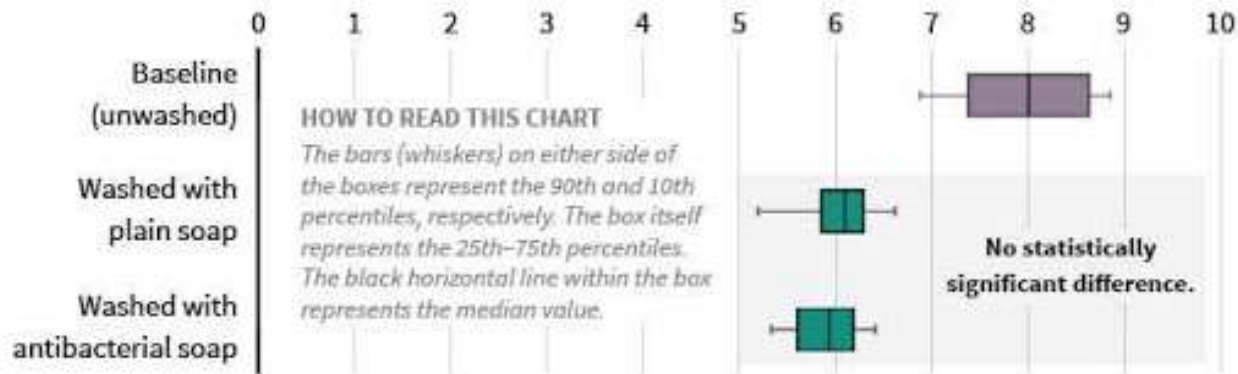 0 1 2 3 4 5 6 7 8 9 10
Baseline
(unwashed)
HOW TO READ THIS CHART
The bars (whiskers) on either side of
the boxes represent the 90th and 10th
percentiles, respectively. The box itself
represents the 25th–75th percentiles.
The black horizontal line within the box
represents the median value.
Washed with
plain soap
No statistically
significant difference.
Washed with
antibacterial soap